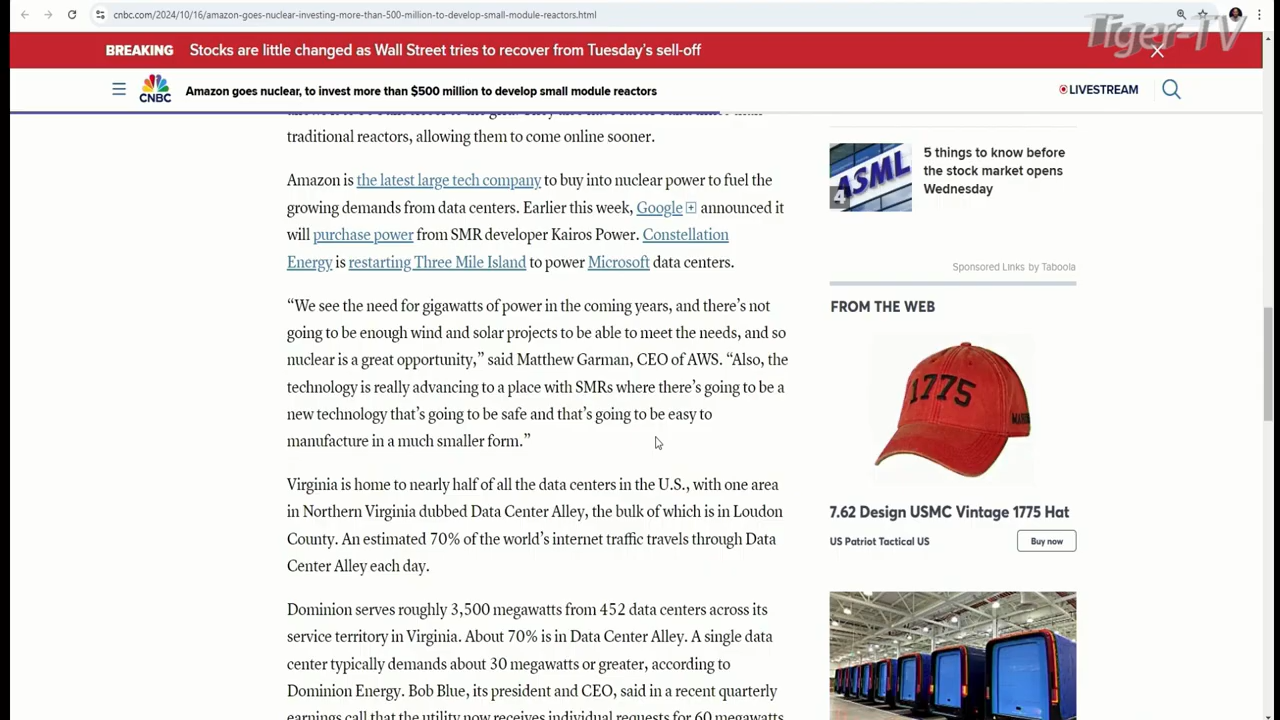 cnbc.com/2024/10/16/amazon-goes-nuclear-investing-more-than-500-million-to-develop-small-module-reactors.html
Tiger-TV
BREAKING Stocks are little changed as Wall Street tries to recover from Tuesday's sell-off
CNBC
Amazon goes nuclear, to invest more than $500 million to develop small module reactors
LIVESTREAM
traditional reactors, allowing them to come online sooner.
Amazon is the latest large tech company to buy into nuclear power to fuel the
growing demands from data centers. Earlier this week, Google announced it
will purchase power from SMR developer Kairos Power. Constellation
Energy is restarting Three Mile Island to power Microsoft data centers.
“We see the need for gigawatts of power in the coming years, and there’s not
going to be enough wind and solar projects to be able to meet the needs, and so
nuclear is a great opportunity,” said Matthew Garman, CEO of AWS. “Also, the
technology is really advancing to a place with SMRs where there’s going to be a
new technology that’s going to be safe and that’s going to be easy to
manufacture in a much smaller form.”
Virginia is home to nearly half of all the data centers in the U.S., with one area
in Northern Virginia dubbed Data Center Alley, the bulk of which is in Loudon
County. An estimated 70% of the world’s internet traffic travels through Data
Center Alley each day.
Dominion serves roughly 3,500 megawatts from 452 data centers across its
service territory in Virginia. About 70% is in Data Center Alley. A single data
center typically demands about 30 megawatts or greater, according to
Dominion Energy. Bob Blue, its president and CEO, said in a recent quarterly
earnings call that the utility now receives individual requests for 60 megawatts
ASML
4
5 things to know before
the stock market opens
Wednesday
Sponsored Links by Taboola
FROM THE WEB
1775
7.62 Design USMC Vintage 1775 Hat
US Patriot Tactical US
Buy now